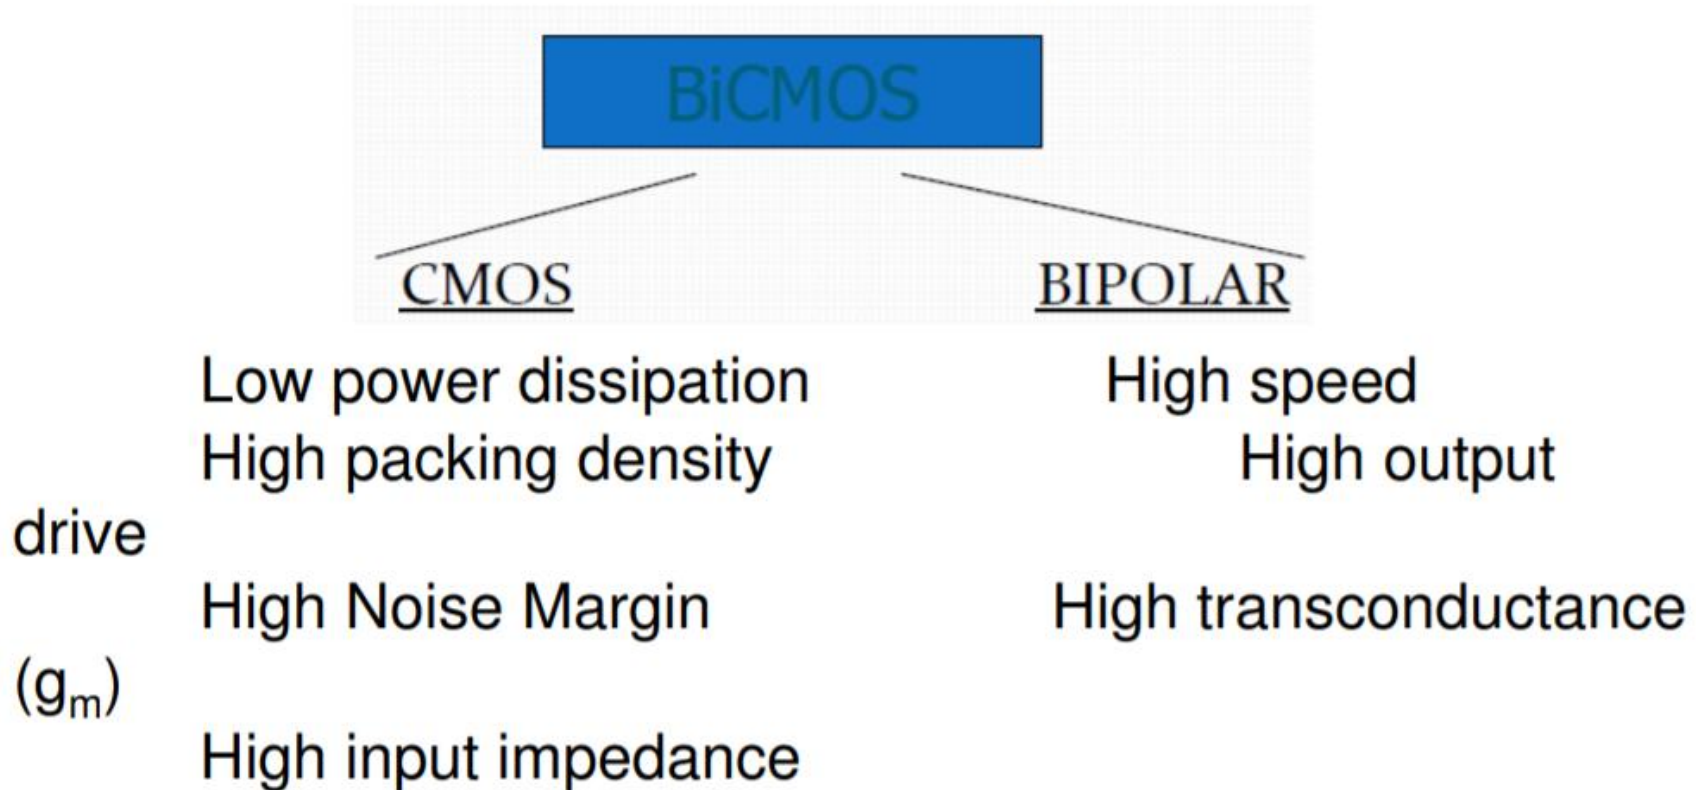 BiCMOS
CMOS BIPOLAR
Low power dissipation High speed
High packing density High output
drive
High Noise Margin High transconductance
(gm)
High input impedance